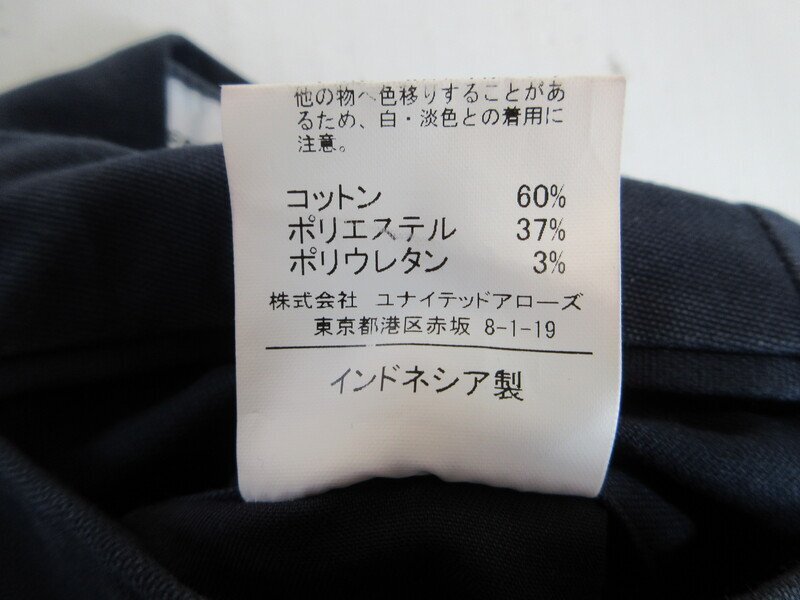 他の物へ色移りすることがあ
るため、白・淡色との着用に
注意。
コットン 60%
ポリエステル 37%
ポリウレタン 3%
株式会社 ユナイテッドアローズ
東京都港区赤坂 8-1-19
インドネシア製